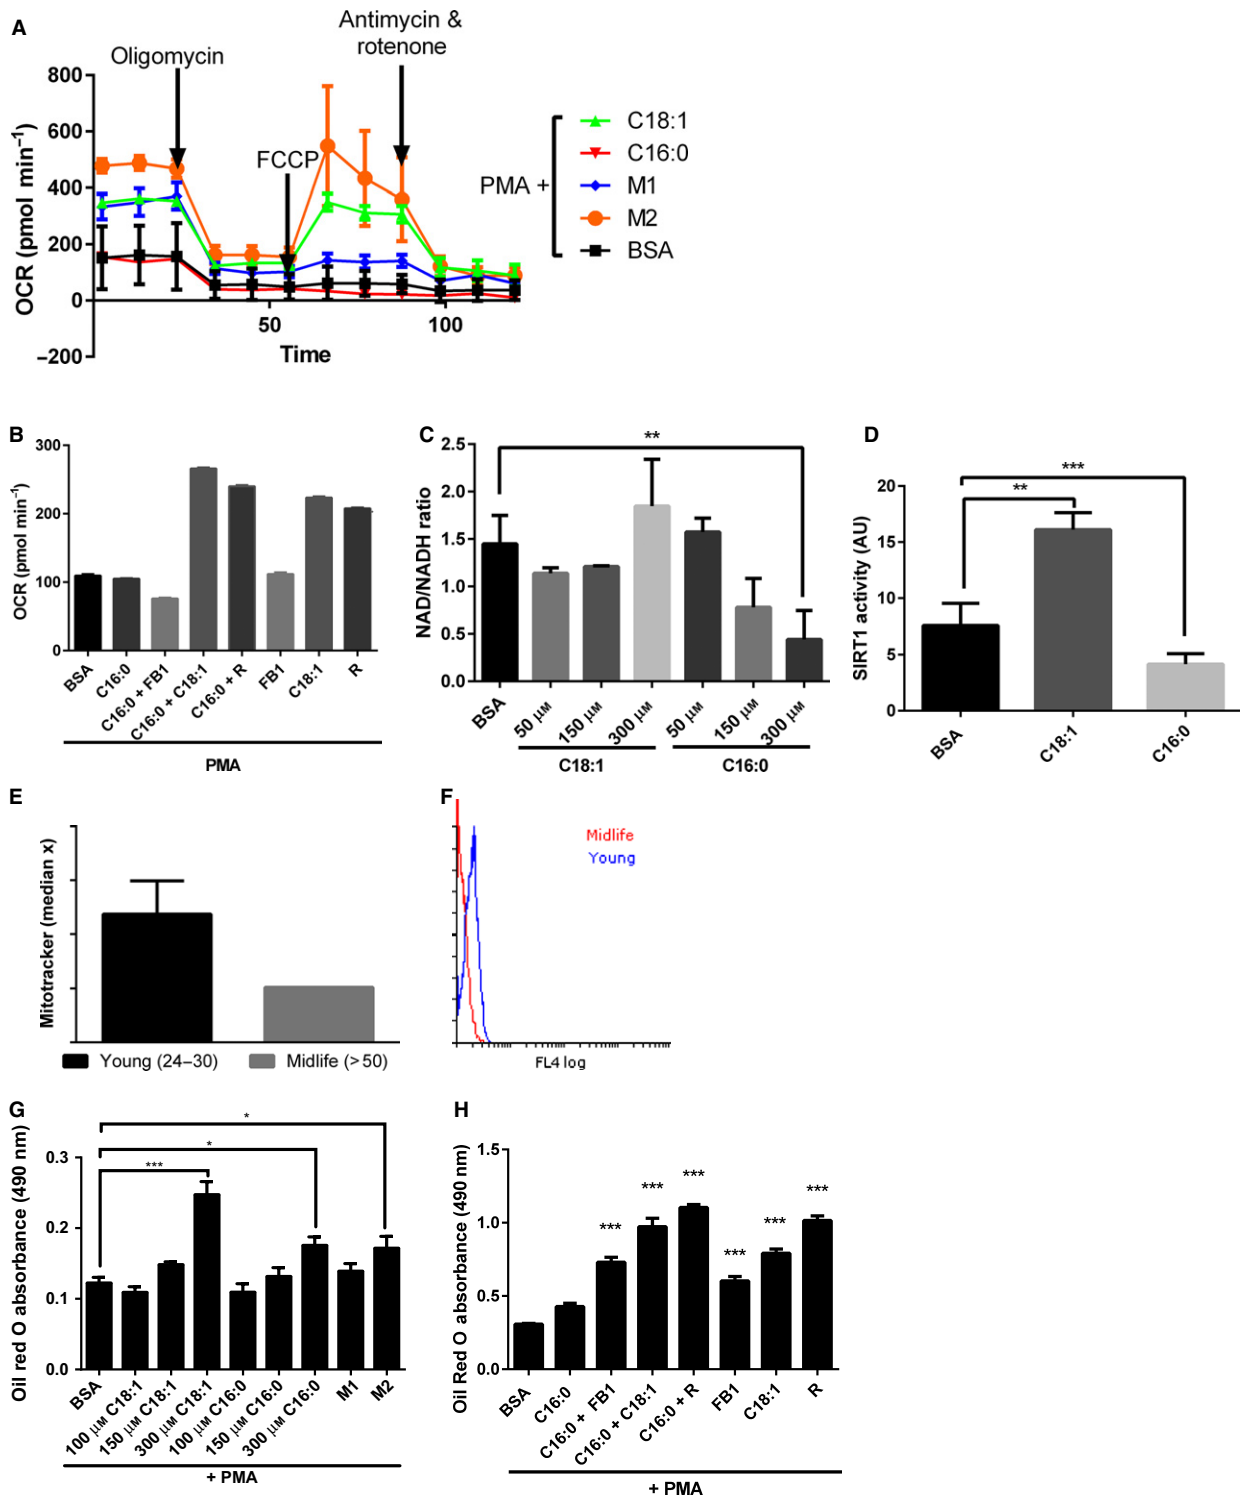 A
Antimycin &
rotenone
Oligomycin
FCCP
800
600
400
200
0
–200
OCR (pmol min⁻¹)
50
100
Time
PMA +
C18:1
C16:0
M1
M2
BSA
B
300
200
100
0
OCR (pmol min⁻¹)
BSA
C16:0
C16:0 + FB1
C16:0 + C18:1
C16:0 + R
FB1
C18:1
R
PMA
C
**
2.5
2.0
1.5
1.0
0.5
0.0
NAD/NADH ratio
BSA
50 μM
150 μM
300 μM
50 μM
150 μM
300 μM
C18:1
C16:0
D
***
**
20
15
10
5
0
SIRT1 activity (AU)
BSA
C18:1
C16:0
E
Mitotracker (median x)
Young (24–30)
Midlife (> 50)
F
Midlife
Young
FL4 log
G
*
*
***
0.3
0.2
0.1
0.0
Oil red O absorbance (490 nm)
BSA
100 μM C18:1
150 μM C18:1
300 μM C18:1
100 μM C16:0
150 μM C16:0
300 μM C16:0
M1
M2
+ PMA
H
1.5
1.0
0.5
0.0
Oil Red O absorbance (490 nm)
***
***
***
***
***
***
BSA
C16:0
C16:0 + FB1
C16:0 + C18:1
C16:0 + R
FB1
C18:1
R
+ PMA